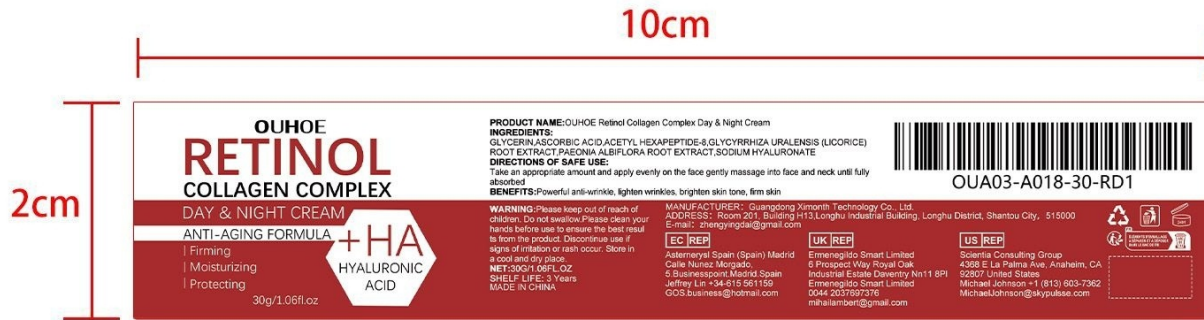 10cm
2cm
OUHOE
RETINOL
COLLAGEN COMPLEX
DAY & NIGHT CREAM
ANTI-AGING FORMULA
| Firming
| Moisturizing
| Protecting
+HA
HYALURONIC
ACID
30g/1.06fl.oz
PRODUCT NAME:OUHOE Retinol Collagen Complex Day & Night Cream
INGREDIENTS:
GLYCERIN,ASCORBIC ACID,ACETYL HEXAPEPTIDE-8,GLYCYRRHIZA URALENSIS (LICORICE)
ROOT EXTRACT,PAEONIA ALBIFLORA ROOT EXTRACT,SODIUM HYALURONATE
DIRECTIONS OF SAFE USE:
Take an appropriate amount and apply evenly on the face gently massage into face and neck until fully
absorbed
BENEFITS:Powerful anti-wrinkle, lighten wrinkles, brighten skin tone, firm skin
OUA03-A018-30-RD1
WARNING:Please keep out of reach of
children. Do not swallow.Please clean your
hands before use to ensure the best resul
ts from the product. Discontinue use if
signs of irritation or rash occur. Store in
a cool and dry place.
NET:30G/1.06FL.OZ
SHELF LIFE: 3 Years
MADE IN CHINA
MANUFACTURER: Guangdong Ximonth Technology Co., Ltd.
ADDRESS: Room 201, Building H13,Longhu Industrial Building, Longhu District, Shantou City, 515000
E-mail: zhengyingdai@gmail.com
EC REP
Asternerysl Spain (Spain) Madrid
Calle Nunez Morgado,
5.Businesspoint.Madrid.Spain
Jeffrey Lin +34-615 561159
GOS.business@hotmail.com
UK REP
Ermenegildo Smart Limited
6 Prospect Way Royal Oak
Industrial Estate Daventry Nn11 8PI
Ermenegildo Smart Limited
0044 2037697376
mihailambert@gmail.com
US REP
Scientia Consulting Group
4368 E La Palma Ave, Anaheim, CA
92807 United States
Michael Johnson +1 (813) 603-7362
MichaelJohnson@skypulsse.com